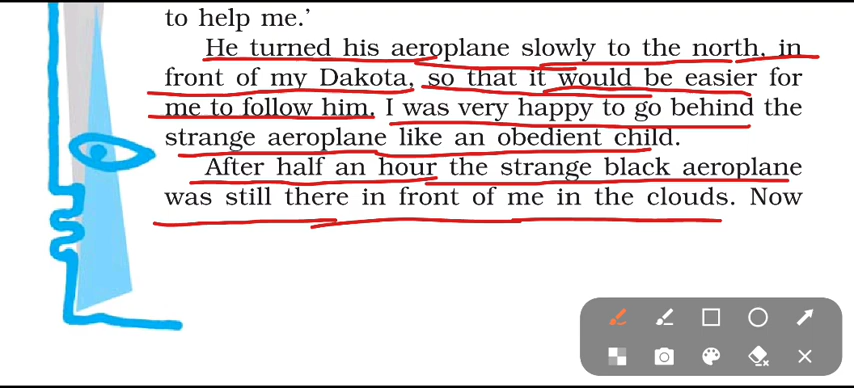 to help me.’
He turned his aeroplane slowly to the north, in
front of my Dakota, so that it would be easier for
me to follow him. I was very happy to go behind the
strange aeroplane like an obedient child.
After half an hour the strange black aeroplane
was still there in front of me in the clouds. Now